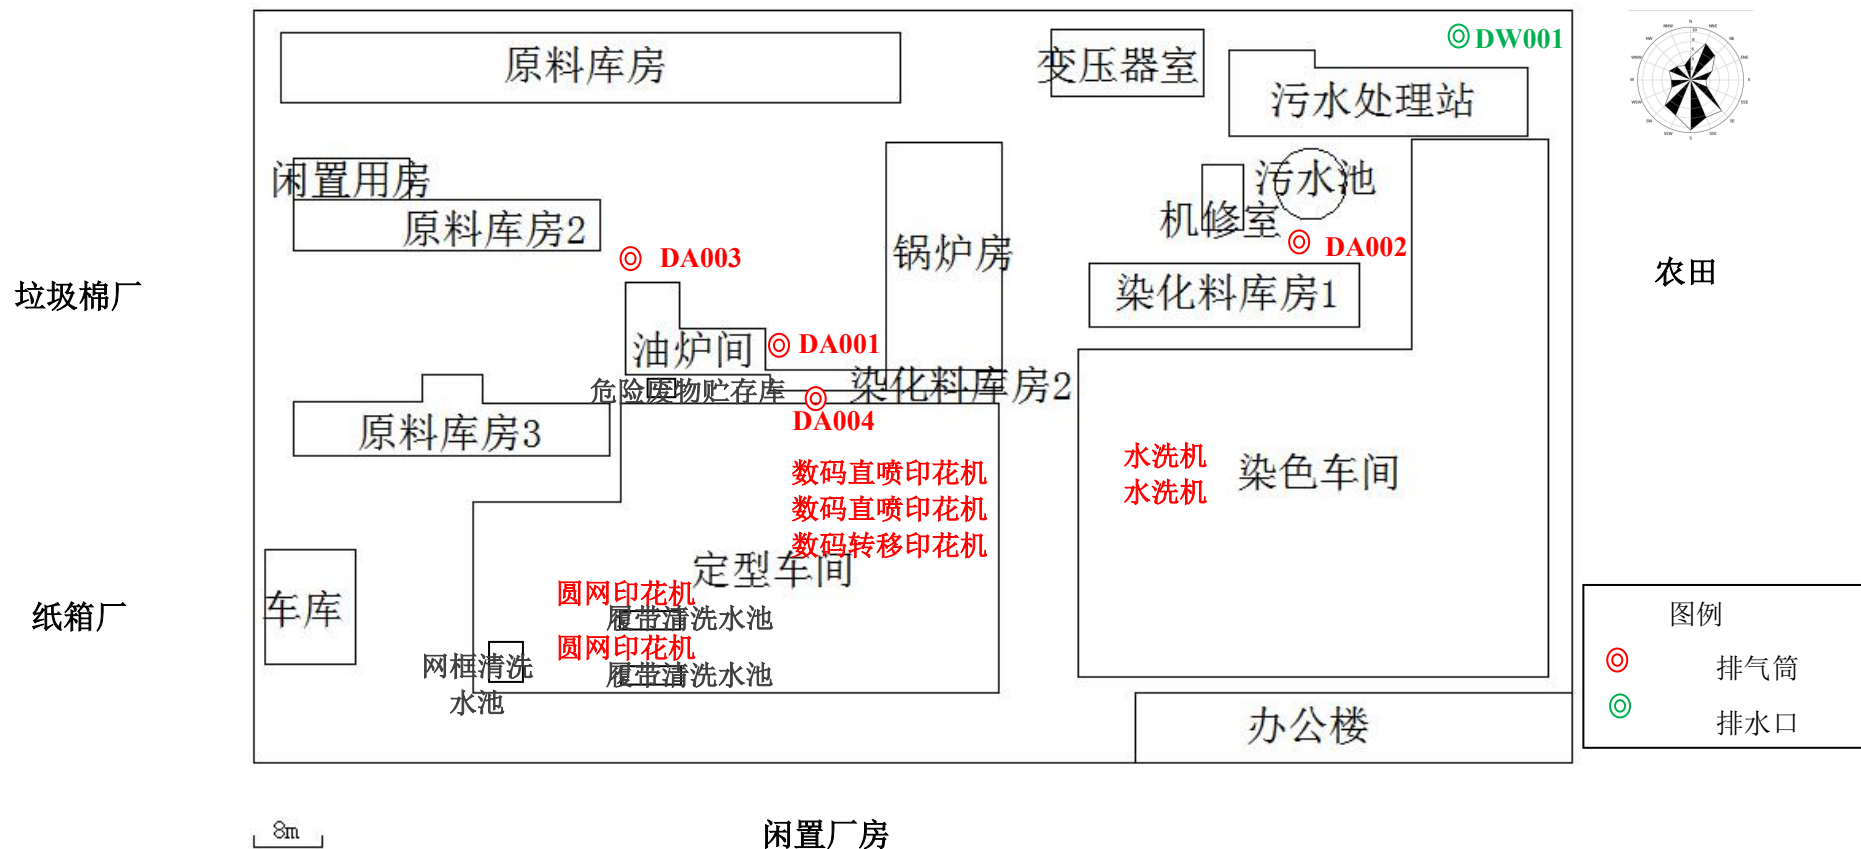 原料库房
变压器室
DW001
污水处理站
闲置用房
原料库房2
污水池
机修室
DA003
锅炉房
DA002
垃圾棉厂
农田
染化料库房1
油炉间
DA001
危险废物贮存库
染化料库房2
DA004
原料库房3
数码直喷印花机
数码直喷印花机
数码转移印花机
水洗机
水洗机
染色车间
定型车间
圆网印花机
履带清洗水池
圆网印花机
履带清洗水池
车库
纸箱厂
网框清洗
水池
图例
排气筒
排水口
办公楼
8m
闲置厂房